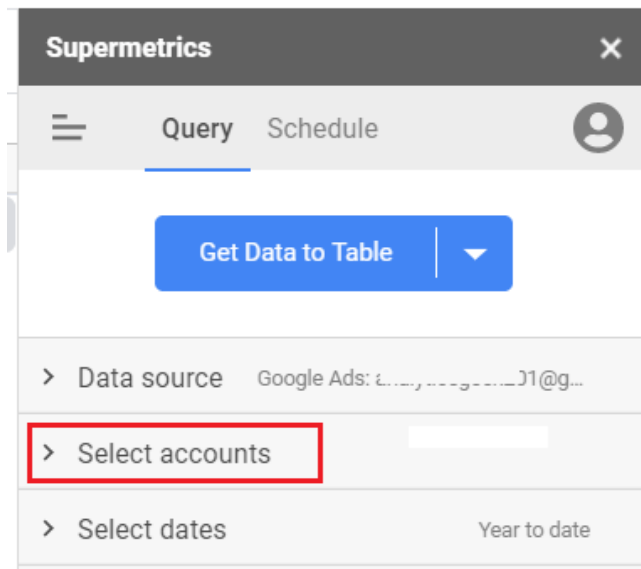 Supermetrics
Query Schedule
Get Data to Table
Data source Google Ads:
Select accounts
Select dates Year to date